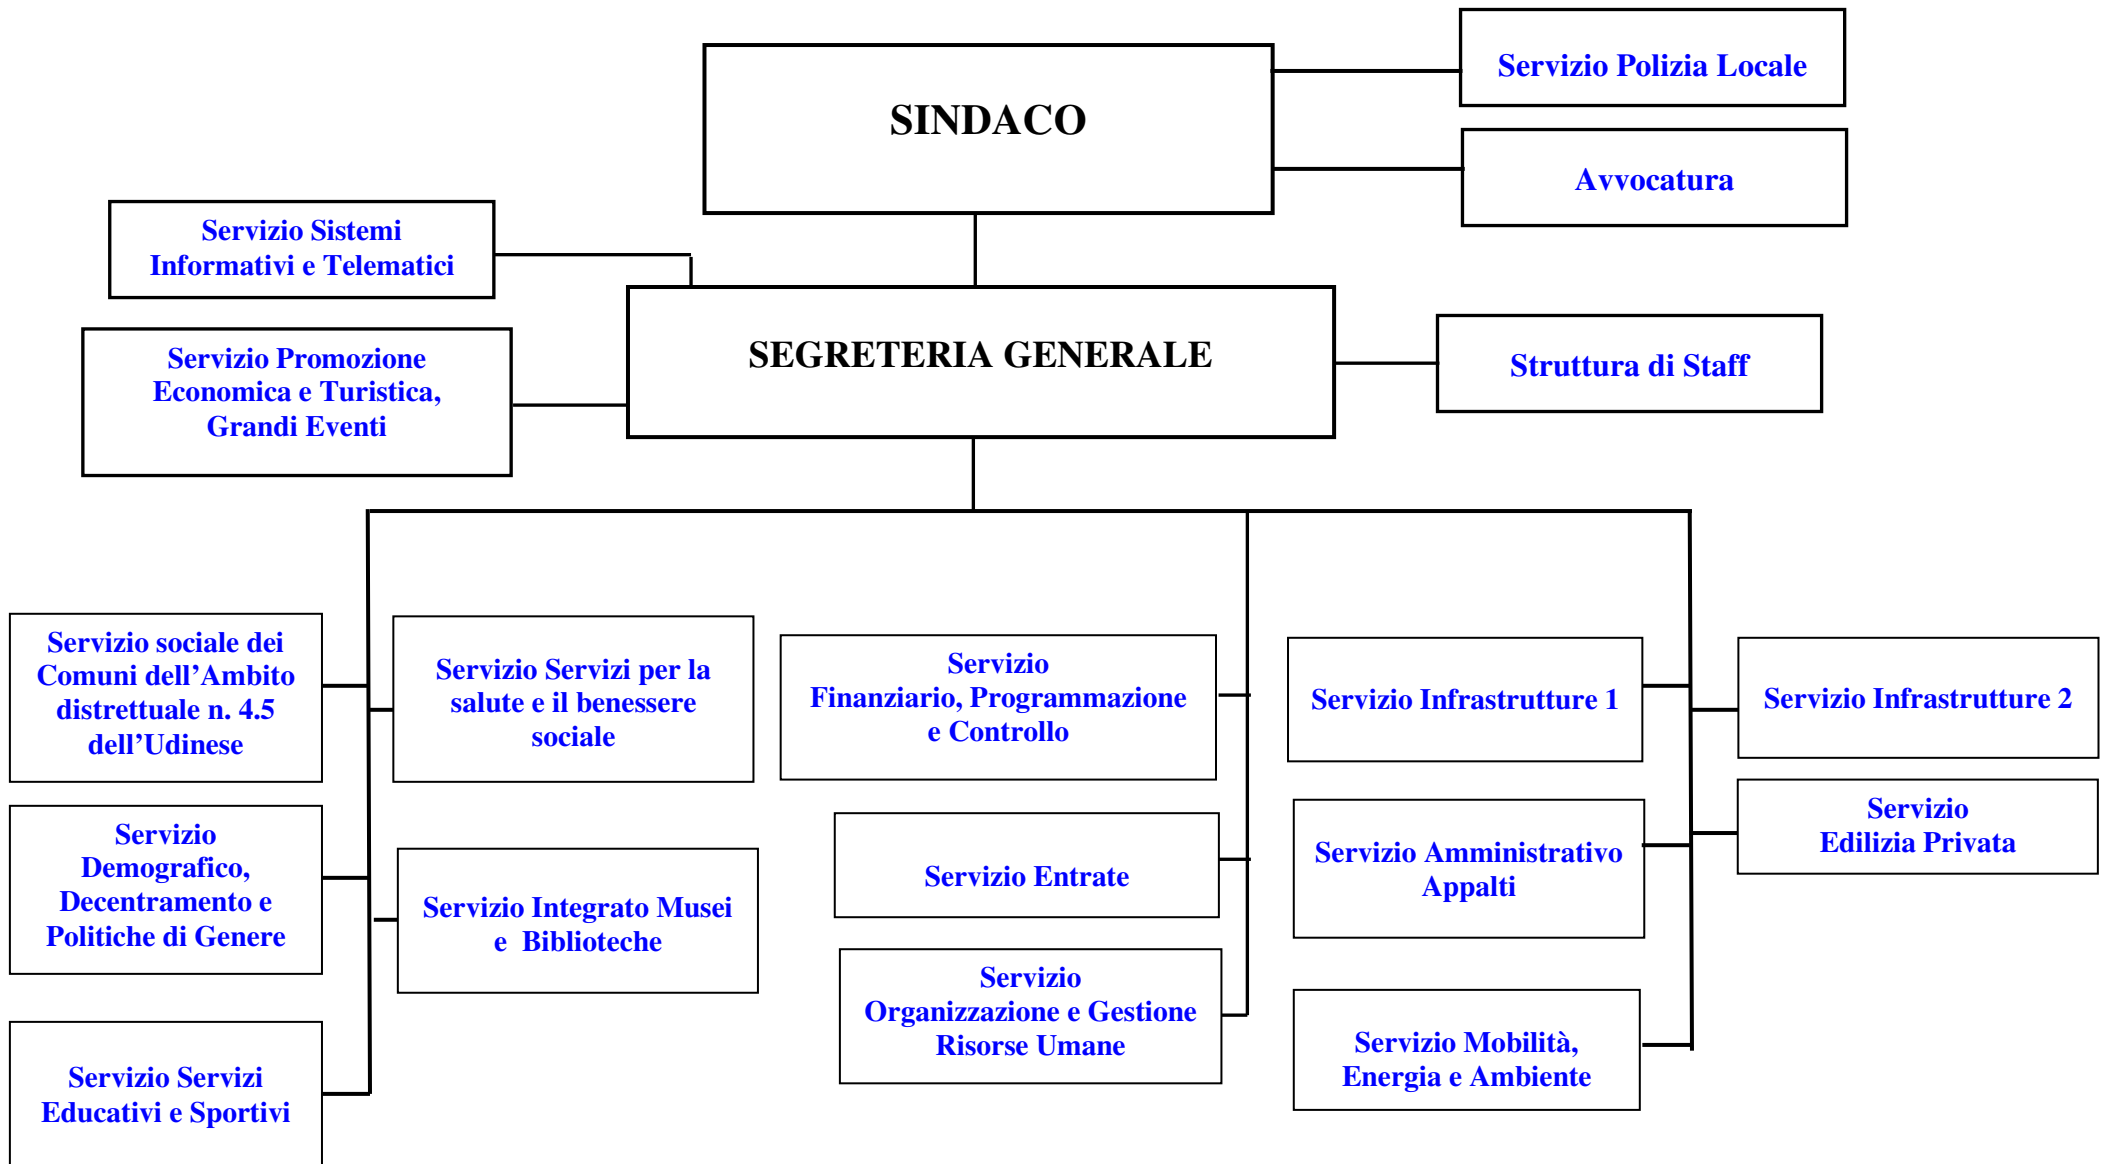 SINDACO
Servizio Polizia Locale
Avvocatura
Servizio Sistemi
Informativi e Telematici
SEGRETERIA GENERALE
Servizio Promozione
Economica e Turistica,
Grandi Eventi
Struttura di Staff
Servizio sociale dei
Comuni dell’Ambito
distrettuale n. 4.5
dell’Udinese
Servizio Servizi per la
salute e il benessere
sociale
Servizio
Finanziario, Programmazione
e Controllo
Servizio Infrastrutture 1
Servizio Infrastrutture 2
Servizio
Demografico,
Decentramento e
Politiche di Genere
Servizio Integrato Musei
e  Biblioteche
Servizio Entrate
Servizio Amministrativo
Appalti
Servizio
Edilizia Privata
Servizio Servizi
Educativi e Sportivi
Servizio
Organizzazione e Gestione
Risorse Umane
Servizio Mobilità,
Energia e Ambiente